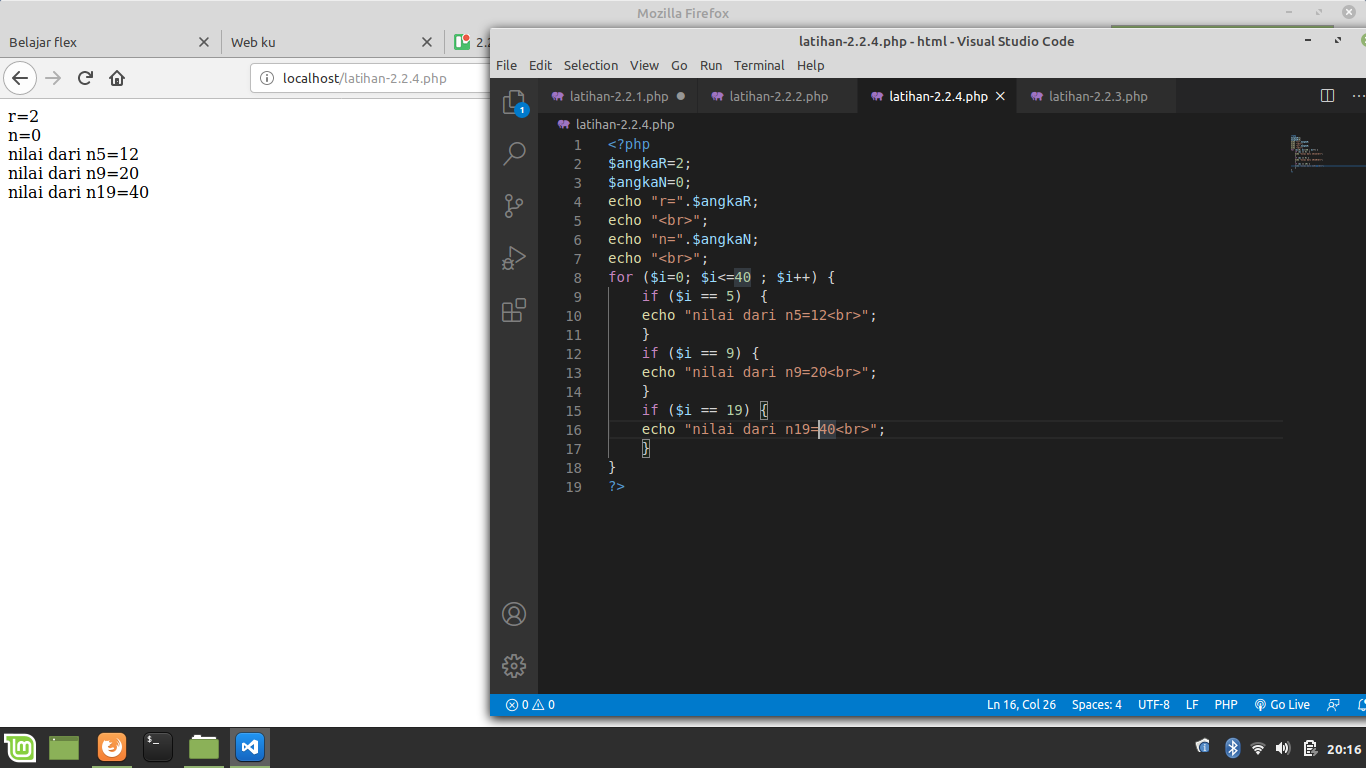 Mozilla Firefox
Belajar flex
Web ku
2.2
localhost/latihan-2.2.4.php
r=2
n=0
nilai dari n5=12
nilai dari n9=20
nilai dari n19=40
latihan-2.2.4.php - html - Visual Studio Code
File Edit Selection View Go Run Terminal Help
1
latihan-2.2.1.php
latihan-2.2.2.php
latihan-2.2.4.php
latihan-2.2.3.php
latihan-2.2.4.php
1 <?php
2 $angkaR=2;
3 $angkaN=0;
4 echo "r=".$angkaR;
5 echo "<br>";
6 echo "n=".$angkaN;
7 echo "<br>";
8 for ($i=0; $i<=40 ; $i++) {
9 if ($i == 5)  {
10 echo "nilai dari n5=12<br>";
11 }
12 if ($i == 9) {
13 echo "nilai dari n9=20<br>";
14 }
15 if ($i == 19) {
16 echo "nilai dari n19=40<br>";
17 }
18 }
19 ?>
0 0 Ln 16, Col 26 Spaces: 4 UTF-8 LF PHP Go Live
20:16